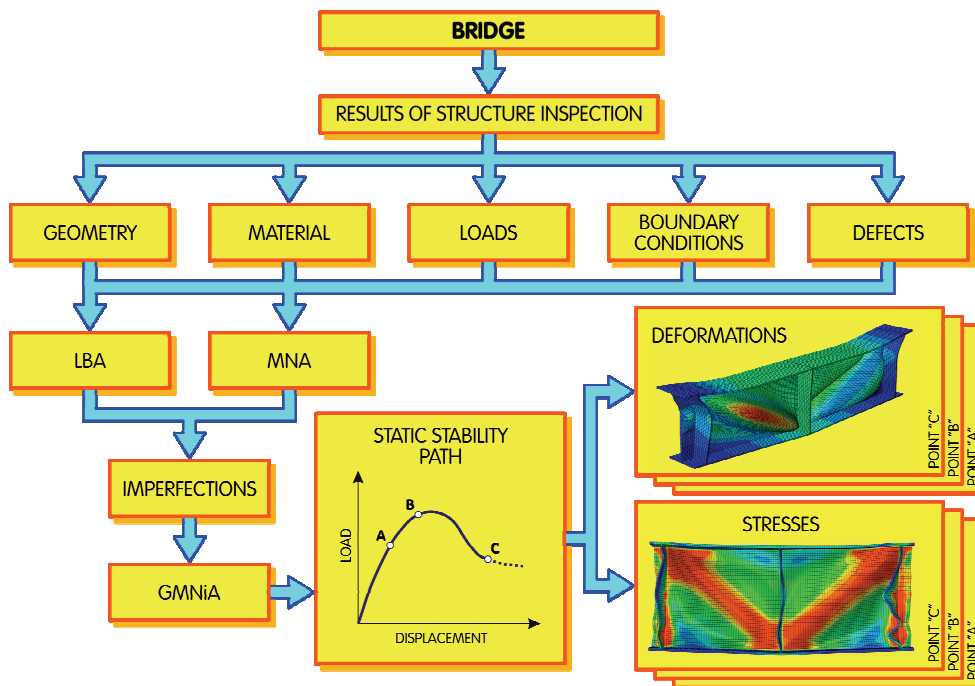 BRIDGE
RESULTS OF STRUCTURE INSPECTION
GEOMETRY
MATERIAL
LOADS
BOUNDARY
CONDITIONS
DEFECTS
LBA
MNA
IMPERFECTIONS
GMNiA
STATIC STABILITY
PATH
LOAD
A
B
C
DISPLACEMENT
DEFORMATIONS
POINT "C"
POINT "B"
POINT "A"
STRESSES
POINT "C"
POINT "B"
POINT "A"